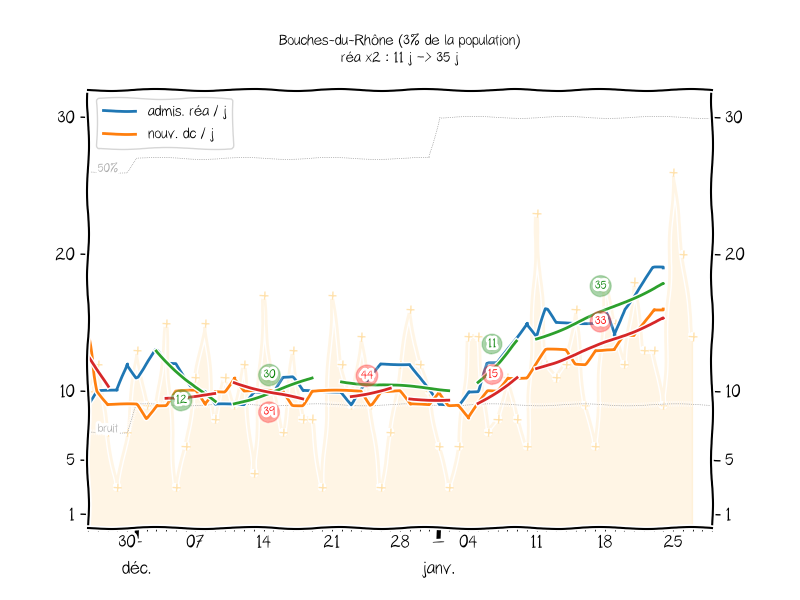 Bouches-du-Rhône (3% de la population)
réa x2 : 11 j -> 35 j
admis. réa / j
nouv. dc / j
30 30
50%
20 20
35
33
11
15
44
30
39
12
10 10
bruit
5 5
1 1
30 07 14 21 28 04 11 18 25
déc. janv.